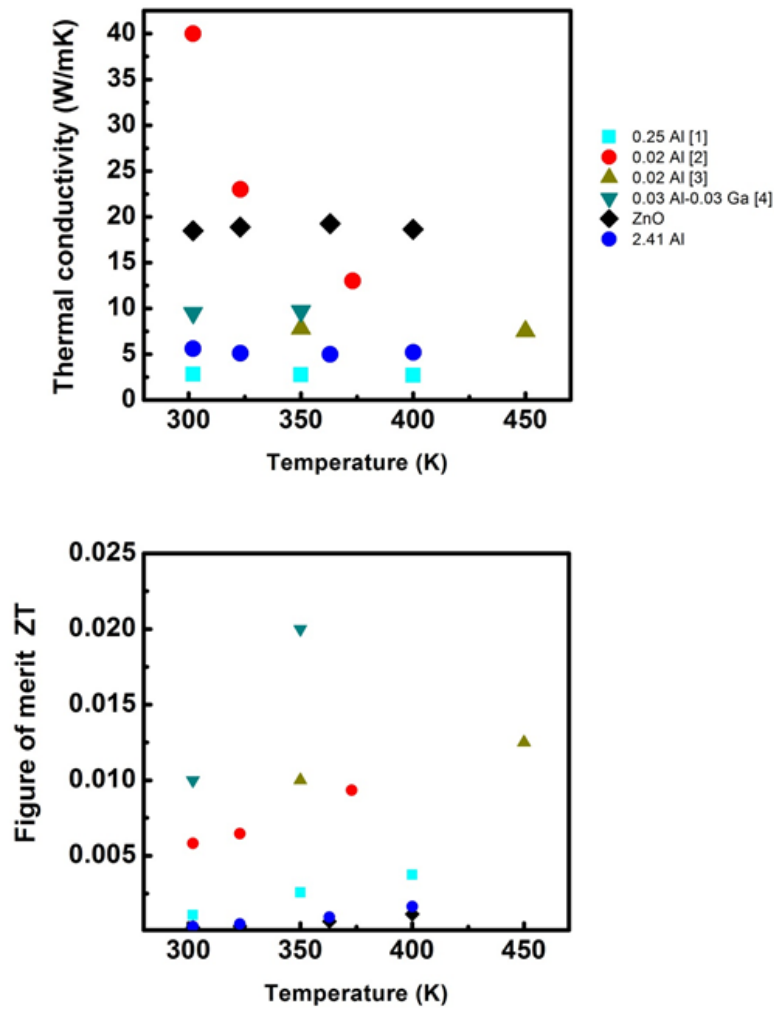 Thermal conductivity (W/mK)
40
35
30
25
20
15
10
5
0
300 350 400 450
Temperature (K)
0.25 Al [1]
0.02 Al [2]
0.02 Al [3]
0.03 Al-0.03 Ga [4]
ZnO
2.41 Al
Figure of merit ZT
0.025
0.020
0.015
0.010
0.005
300 350 400 450
Temperature (K)